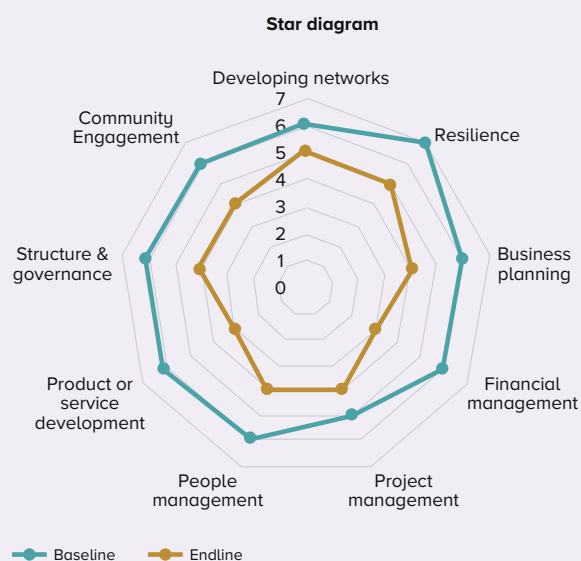 Star diagram
Developing networks
7
6
5
4
3
2
1
0
Resilience
Business
planning
Financial
management
Project
management
People
management
Product or
service
development
Structure &
governance
Community
Engagement
Baseline
Endline